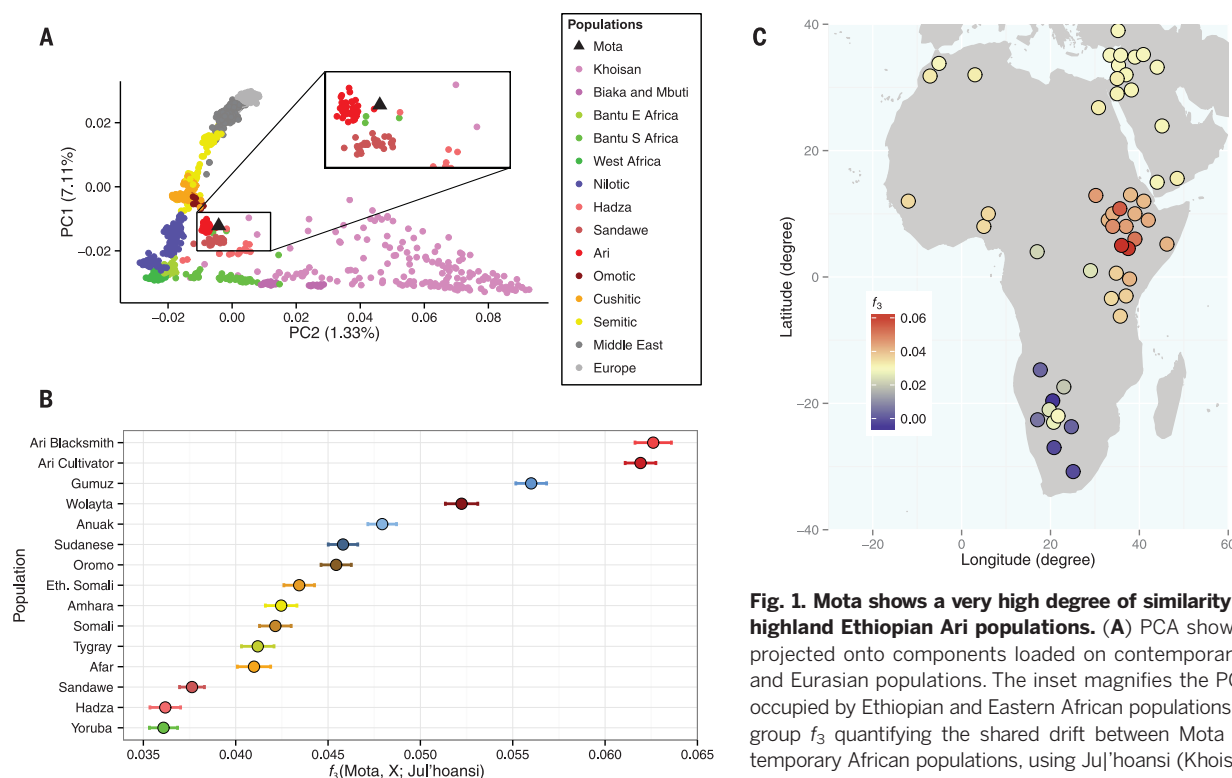 A
Populations
Mota
Khoisan
Biaka and Mbuti
Bantu E Africa
Bantu S Africa
West Africa
Nilotic
Hadza
Sandawe
Ari
Omotic
Cushitic
Semitic
Middle East
Europe
PC1 (7.11%)
0.02
0.00
−0.02
−0.02
0.00
0.02
0.04
0.06
0.08
PC2 (1.33%)
B
Population
Ari Blacksmith
Ari Cultivator
Gumuz
Wolayta
Anuak
Sudanese
Oromo
Eth. Somali
Amhara
Somali
Tygray
Afar
Sandawe
Hadza
Yoruba
0.035
0.040
0.045
0.050
0.055
0.060
0.065
f3(Mota, X; Ju|'hoansi)
C
Latitude (degree)
40
20
0
−20
−40
f3
0.06
0.04
0.02
0.00
−20
0
20
40
60
Longitude (degree)
Fig. 1. Mota shows a very high degree of similarity
highland Ethiopian Ari populations. (A) PCA show
projected onto components loaded on contemporar
and Eurasian populations. The inset magnifies the PC
occupied by Ethiopian and Eastern African populations
group f3 quantifying the shared drift between Mota
temporary African populations, using Ju|'hoansi (Khois